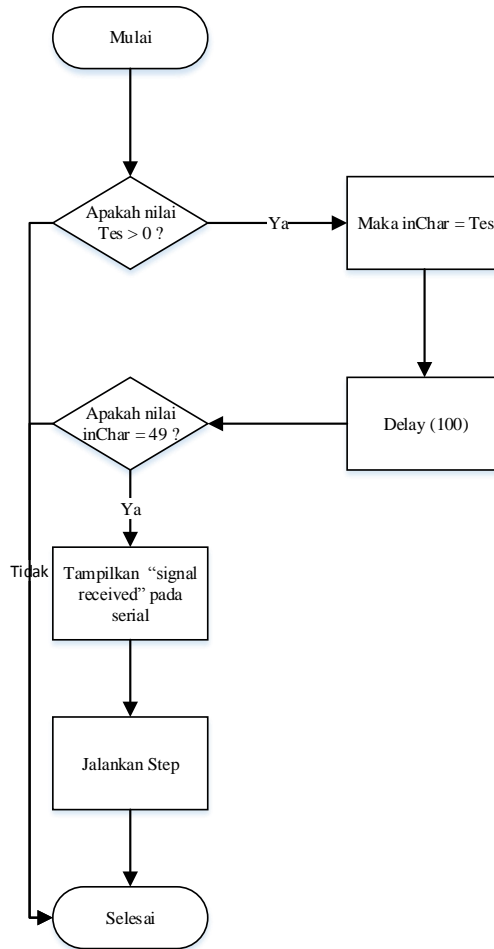 Mulai
Apakah nilai
Tes > 0 ?
Ya
Maka inChar = Tes
Delay (100)
Apakah nilai
inChar = 49 ?
Ya
Tidak
Tampilkan “signal
received” pada
serial
Jalankan Step
Selesai